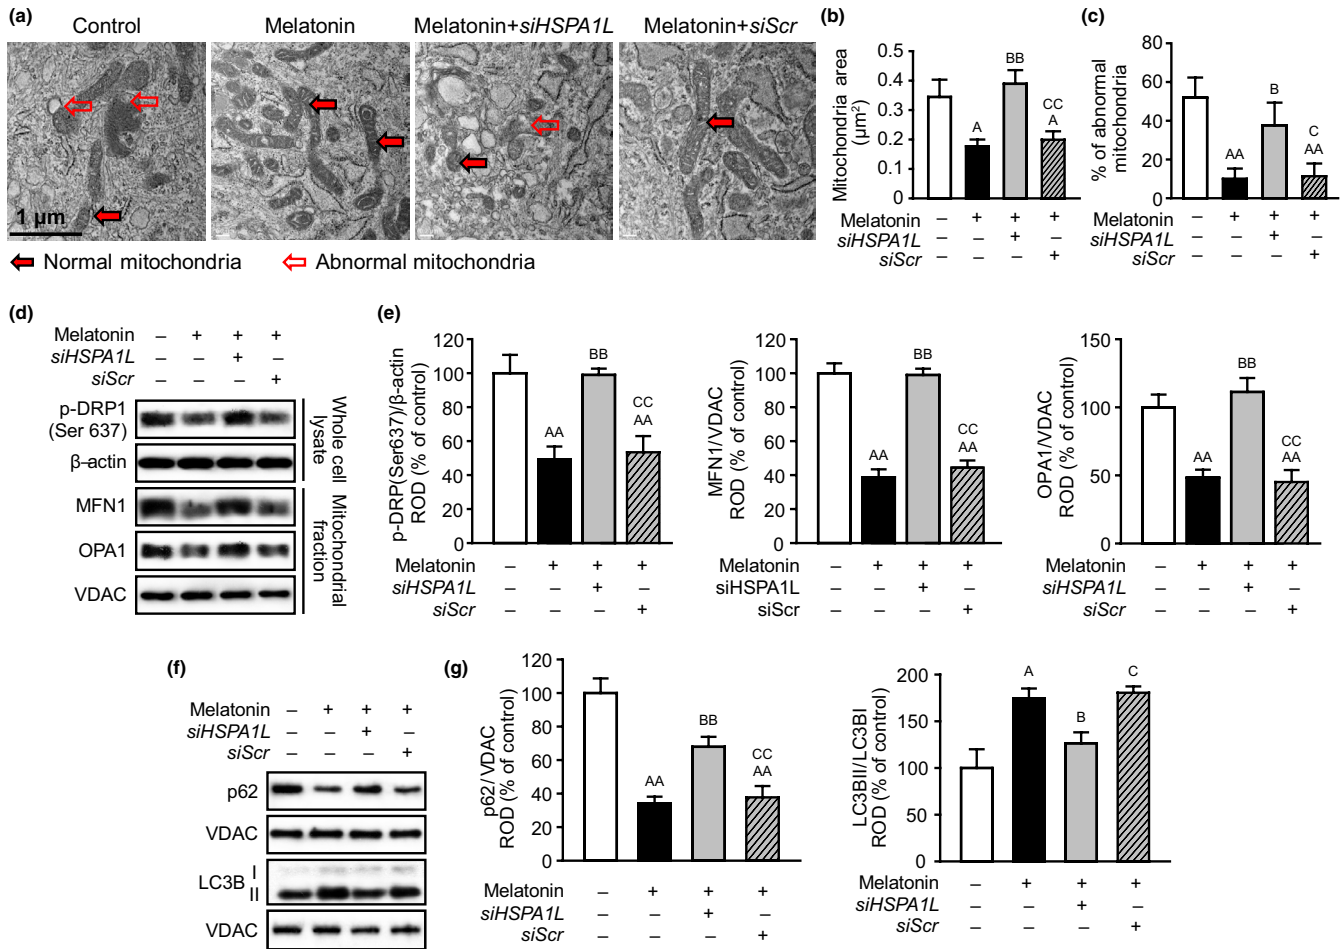 (a)
Control
Melatonin
Melatonin+siHSPA1L
Melatonin+siScr
1 µm
Normal mitochondria
Abnormal mitochondria
(b)
Mitochondria area
(µm²)
0.5
0.4
0.3
0.2
0.1
0
A
BB
CC
A
Melatonin – + + +
siHSPA1L – – + –
siScr – – – +
(c)
% of abnormal
mitochondria
80
60
40
20
0
AA
B
C
AA
– + + +
– – + –
– – – +
(d)
Melatonin – + + +
siHSPA1L – – + –
siScr – – – +
p-DRP1
(Ser 637)
β-actin
MFN1
OPA1
VDAC
Whole cell
lysate
Mitochondrial
fraction
(e)
p-DRP(Ser637)/β-actin
ROD (% of control)
120
100
80
60
40
20
0
AA
BB
CC
AA
Melatonin – + + +
siHSPA1L – – + –
siScr – – – +
MFN1/VDAC
ROD (% of control)
120
100
80
60
40
20
0
AA
BB
CC
AA
Melatonin – + + +
siHSPA1L – – + –
siScr – – – +
OPA1/VDAC
ROD (% of control)
150
100
50
0
AA
BB
CC
AA
Melatonin – + + +
siHSPA1L – – + –
siScr – – – +
(f)
Melatonin – + + +
siHSPA1L – – + –
siScr – – – +
p62
VDAC
LC3B I
II
VDAC
(g)
p62/VDAC
ROD (% of control)
120
100
80
60
40
20
0
AA
BB
CC
AA
Melatonin – + + +
siHSPA1L – – + –
siScr – – – +
LC3BII/LC3BI
ROD (% of control)
200
150
100
50
0
A
B
C
Melatonin – + + +
siHSPA1L – – + –
siScr – – – +